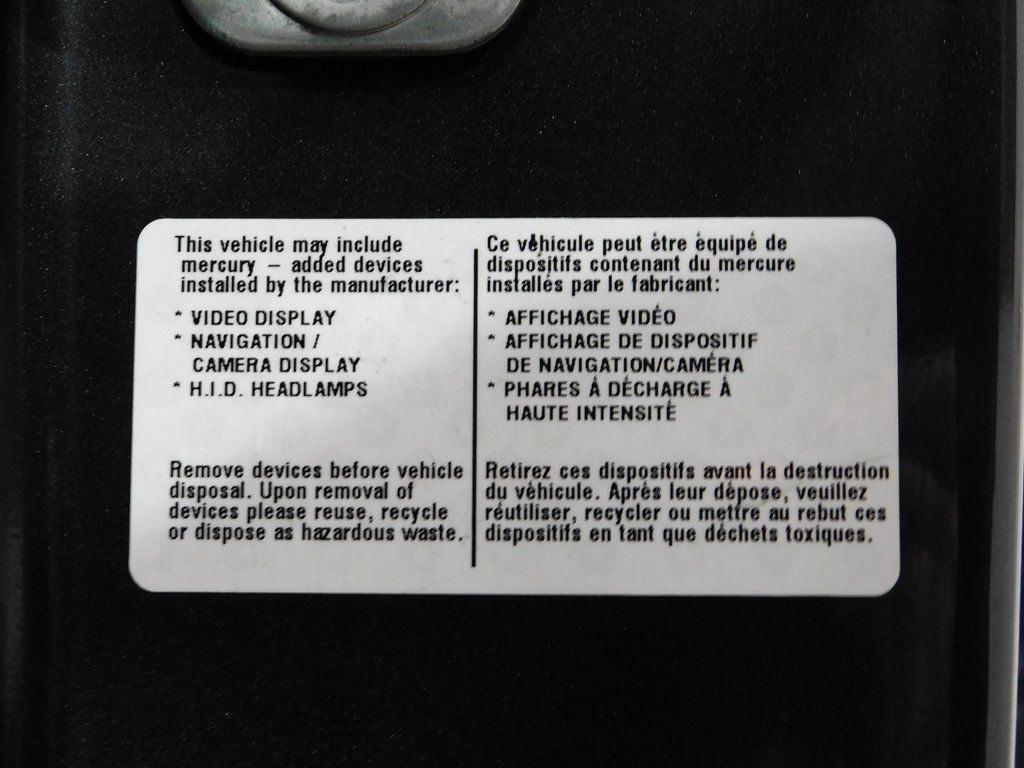 This vehicle may include
mercury – added devices
installed by the manufacturer:
* VIDEO DISPLAY
* NAVIGATION /
CAMERA DISPLAY
* H.I.D. HEADLAMPS
Remove devices before vehicle
disposal. Upon removal of
devices please reuse, recycle
or dispose as hazardous waste.
Ce véhicule peut être équipé de
dispositifs contenant du mercure
installés par le fabricant:
* AFFICHAGE VIDÉO
* AFFICHAGE DE DISPOSITIF
DE NAVIGATION/CAMÉRA
* PHARES À DÉCHARGE À
HAUTE INTENSITÉ
Retirez ces dispositifs avant la destruction
du véhicule. Après leur dépose, veuillez
réutiliser, recycler ou mettre au rebut ces
dispositifs en tant que déchets toxiques.